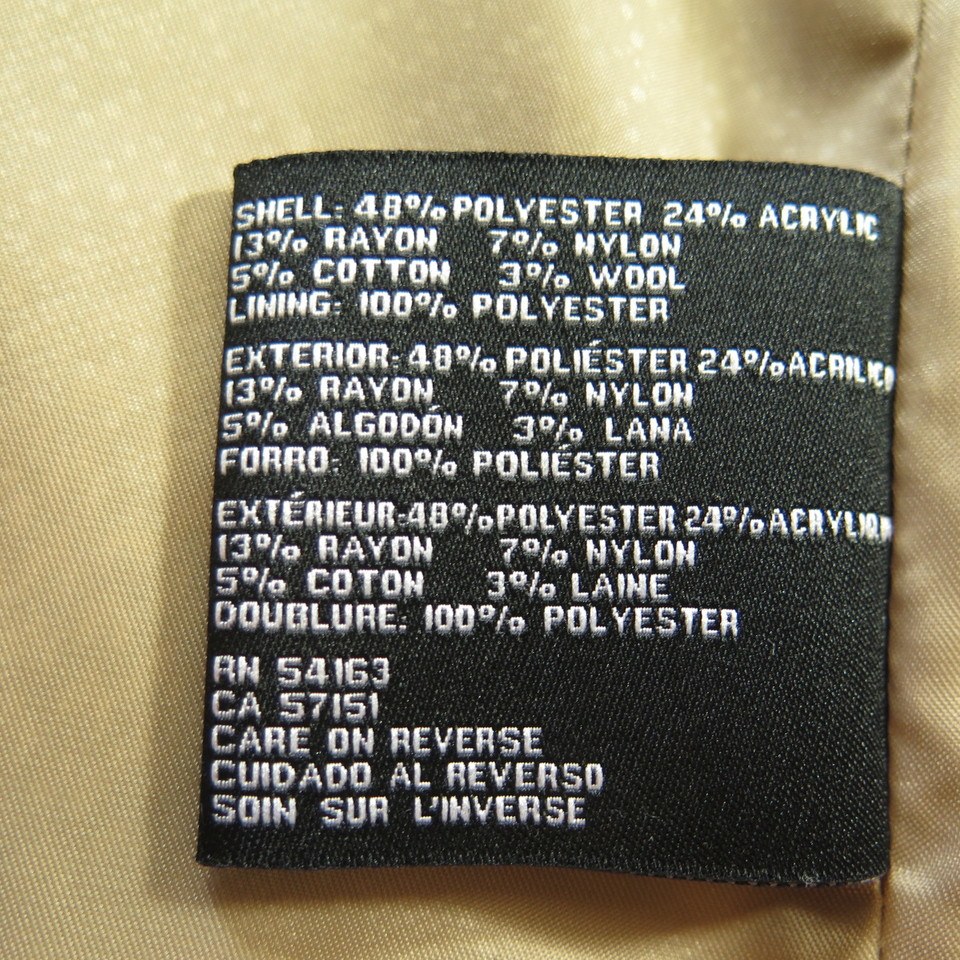 SHELL: 48% POLYESTER 24% ACRYLIC
13% RAYON 7% NYLON
5% COTTON 3% WOOL
LINING: 100% POLYESTER
EXTERIOR: 48% POLIÉSTER 24% ACRILICO
13% RAYON 7% NYLON
5% ALGODÓN 3% LANA
FORRO: 100% POLIÉSTER
EXTÉRIEUR: 48% POLYESTER 24%
13% RAYON 7% NYLON
5% COTON 3% LAINE
DOUBLURE: 100% POLYESTER
RN 54163
CA 57151
CARE ON REVERSE
CUIDADO AL REVERSO
SOIN SUR L'INVERSE